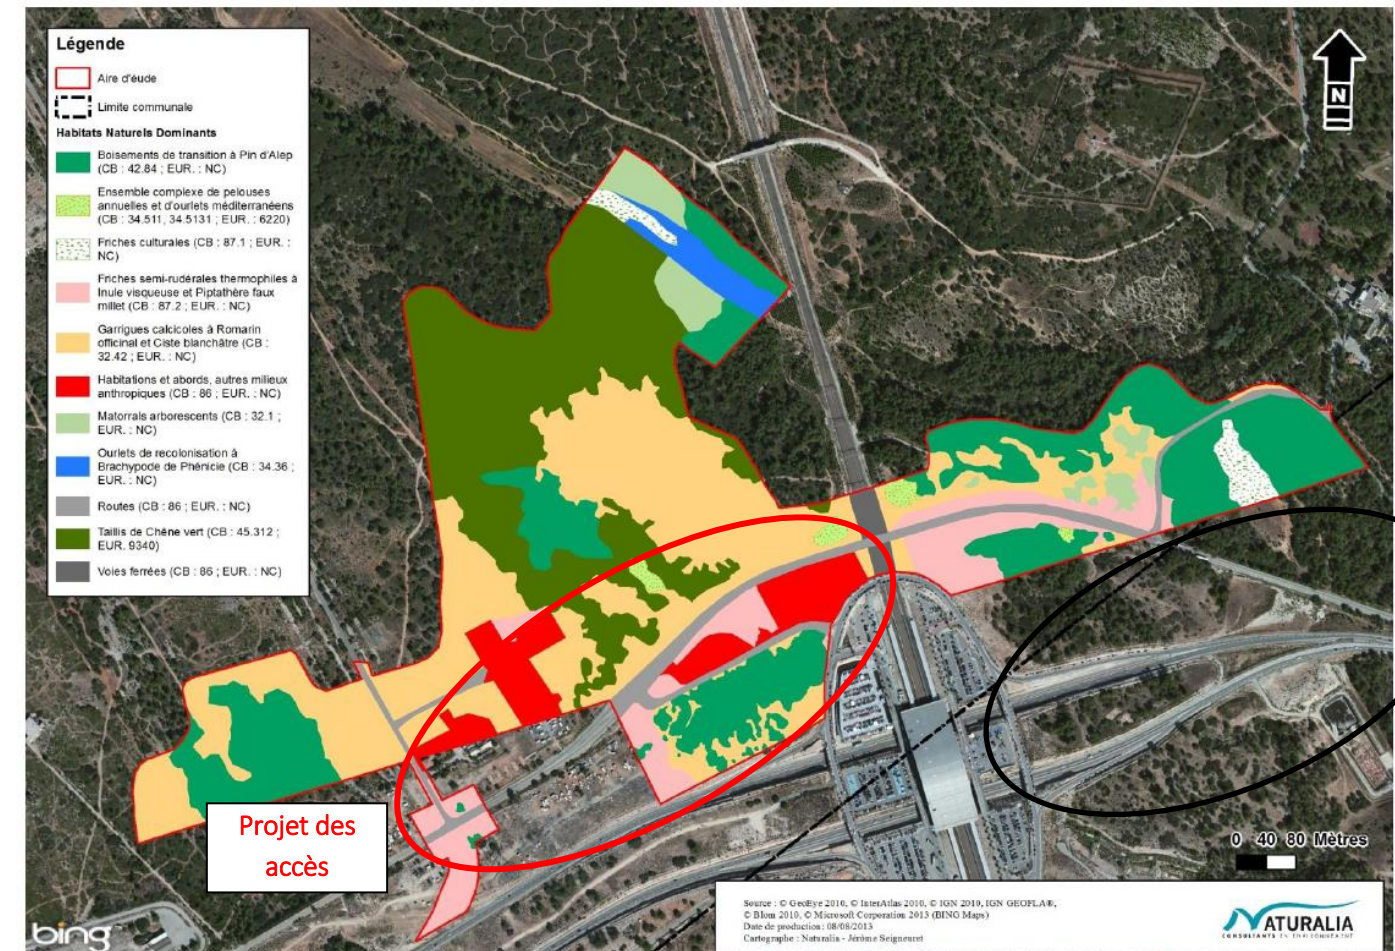 Légende
Aire d'éude
Limite communale
Habitats Naturels Dominants
Boisements de transition à Pin d'Alep
(CB : 42.84 ; EUR. : NC)
Ensemble complexe de pelouses
annuelles et d'ourlets méditerranéens
(CB : 34.511, 34.5131 ; EUR. : 6220)
Friches culturales (CB : 87.1 ; EUR. :
NC)
Friches semi-rudérales thermophiles à
Inule visqueuse et Piptathère faux
millet (CB : 87.2 ; EUR. : NC)
Garrigues calcicoles à Romarin
officinal et Ciste blanchâtre (CB :
32.42 ; EUR. : NC)
Habitations et abords, autres milieux
anthropiques (CB : 86 ; EUR. : NC)
Matorrals arborescents (CB : 32.1 ;
EUR. : NC)
Ourlets de recolonisation à
Brachypode de Phénicie (CB : 34.36 ;
EUR. : NC)
Routes (CB : 86 ; EUR. : NC)
Taillis de Chêne vert (CB : 45.312 ;
EUR. 9340)
Voies ferrées (CB : 86 ; EUR. : NC)
N
Projet des
accès
0 40 80 Mètres
bing
Source : © GeoEye 2010, © InterAtlas 2010, © IGN 2010, IGN GEOFLA®,
© Blom 2010, © Microsoft Corporation 2013 (BING Maps)
Date de production : 08/08/2013
Cartographe : Naturalia - Jérôme Seigneuret
NATURALIA
CONSULTANTS EN ENVIRONNEMENT